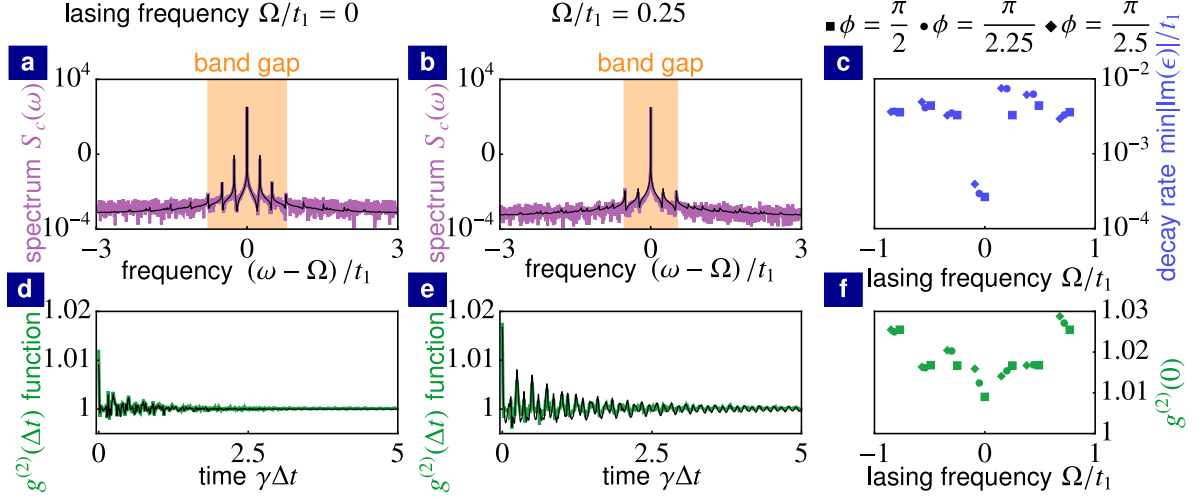 lasing frequency Ω/t₁ = 0
Ω/t₁ = 0.25
■ ϕ = π/2 ● ϕ = π/2.25 ◆ ϕ = π/2.5
a
band gap
spectrum S_c(ω)
10⁴
0
10⁻⁴
−3
0
3
frequency (ω − Ω)/t₁
b
band gap
spectrum S_c(ω)
10⁴
0
10⁻⁴
−3
0
3
frequency (ω − Ω)/t₁
c
10⁻²
10⁻³
10⁻⁴
decay rate min|Im(ϵ)|/t₁
−1
0
1
lasing frequency Ω/t₁
d
g⁽²⁾(Δt) function
1.02
1.01
1
0
2.5
5
time γΔt
e
g⁽²⁾(Δt) function
1.02
1.01
1
0
2.5
5
time γΔt
f
1.03
1.02
1.01
1
g⁽²⁾(0)
−1
0
1
lasing frequency Ω/t₁